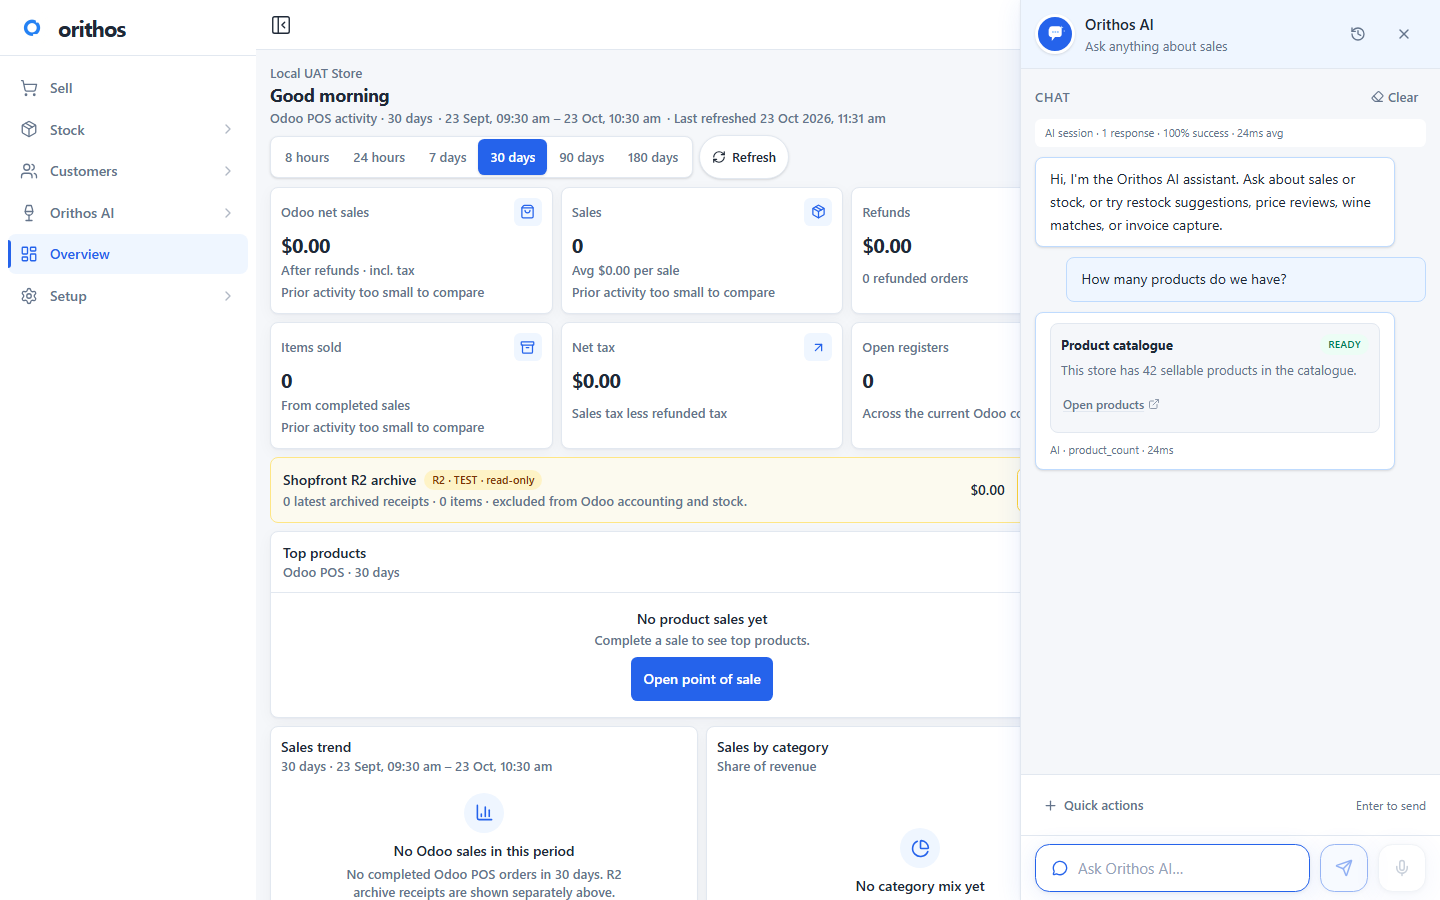 orithos
Sell
Stock
Customers
Orithos AI
Overview
Setup
Local UAT Store
Good morning
Odoo POS activity · 30 days · 23 Sept, 09:30 am – 23 Oct, 10:30 am · Last refreshed 23 Oct 2026, 11:31 am
8 hours
24 hours
7 days
30 days
90 days
180 days
Refresh
Odoo net sales
$0.00
After refunds · incl. tax
Prior activity too small to compare
Sales
0
Avg $0.00 per sale
Prior activity too small to compare
Refunds
$0.00
0 refunded orders
Items sold
0
From completed sales
Prior activity too small to compare
Net tax
$0.00
Sales tax less refunded tax
Open registers
0
Across the current Odoo
Shopfront R2 archive
R2 · TEST · read-only
0 latest archived receipts · 0 items · excluded from Odoo accounting and stock.
$0.00
Top products
Odoo POS · 30 days
No product sales yet
Complete a sale to see top products.
Open point of sale
Sales trend
30 days · 23 Sept, 09:30 am – 23 Oct, 10:30 am
No Odoo sales in this period
No completed Odoo POS orders in 30 days. R2
archive receipts are shown separately above.
Sales by category
Share of revenue
No category mix yet
Orithos AI
Ask anything about sales
CHAT
Clear
AI session · 1 response · 100% success · 24ms avg
Hi, I'm the Orithos AI assistant. Ask about sales or
stock, or try restock suggestions, price reviews, wine
matches, or invoice capture.
How many products do we have?
Product catalogue
READY
This store has 42 sellable products in the catalogue.
Open products
AI · product_count · 24ms
Quick actions
Enter to send
Ask Orithos AI...